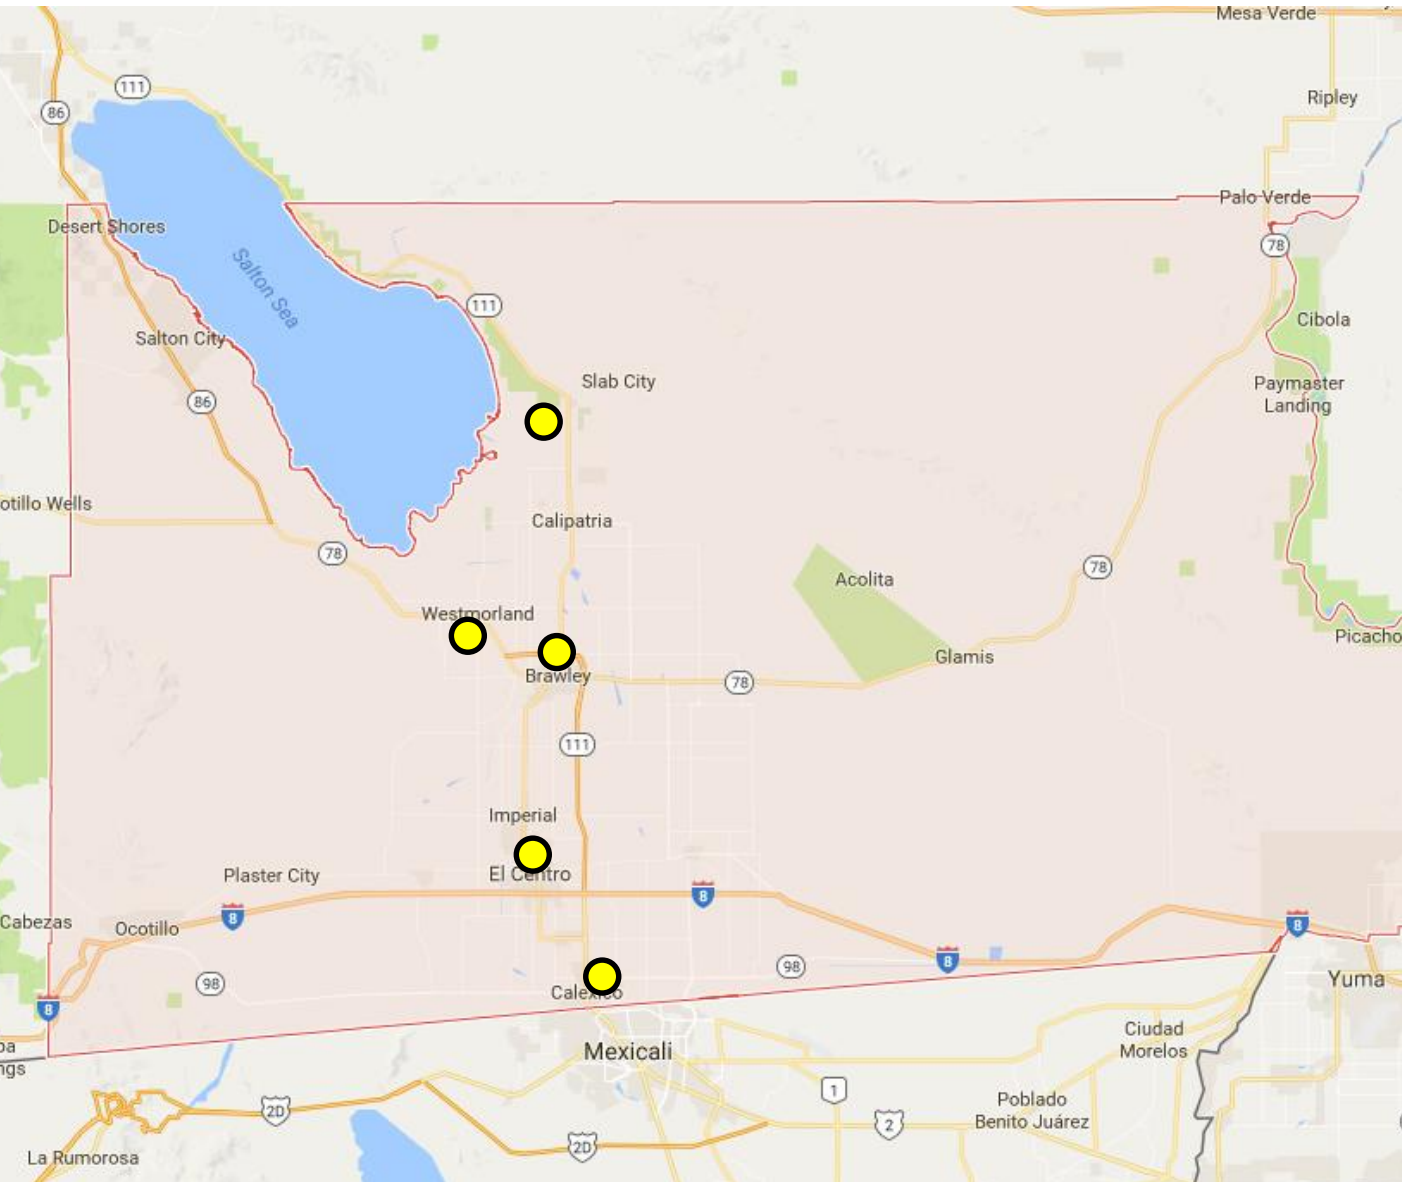 Mesa Verde
111
86
Ripley
Palo Verde
Desert Shores
78
Salton Sea
111
Cibola
Salton City
Slab City
Paymaster
Landing
86
otillo Wells
Calipatria
78
78
Acolita
Westmorland
Picacho
Glamis
Brawley
78
111
Imperial
El Centro
Plaster City
8
8
Cabezas
Ocotillo
8
8
98
98
Yuma
Calexico
8
Ciudad
Morelos
pa
ngs
Mexicali
1
Poblado
Benito Juárez
2D
2
2D
La Rumorosa